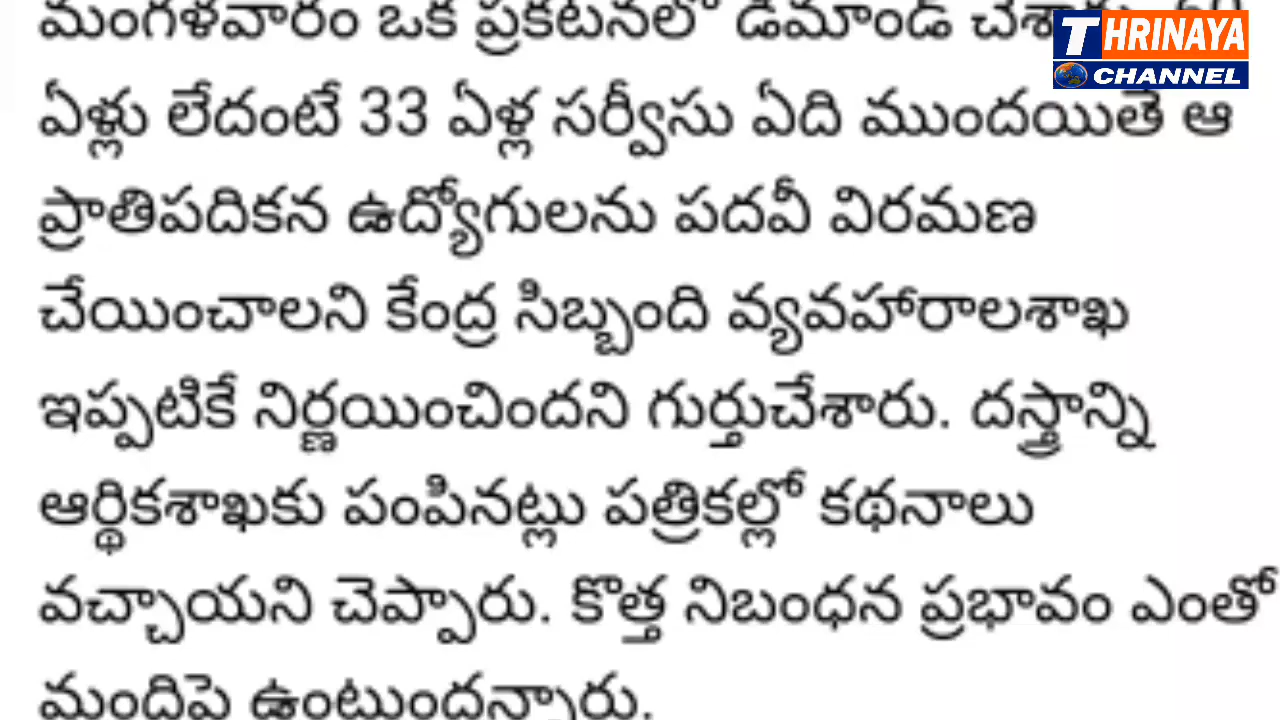 మంగళవారం ఒక ప్రకటనలో డిమాండ్ చేశారు.
THRINAYA
CHANNEL
ఏళ్లు లేదంటే 33 ఏళ్ల సర్వీసు ఏది ముందయితే ఆ
ప్రాతిపదికన ఉద్యోగులను పదవీ విరమణ
చేయించాలని కేంద్ర సిబ్బంది వ్యవహారాలశాఖ
ఇప్పటికే నిర్ణయించిందని గుర్తుచేశారు. దస్త్రాన్ని
ఆర్థికశాఖకు పంపినట్లు పత్రికల్లో కథనాలు
వచ్చాయని చెప్పారు. కొత్త నిబంధన ప్రభావం ఎంతో
మందిపై ఉంటుందన్నారు.